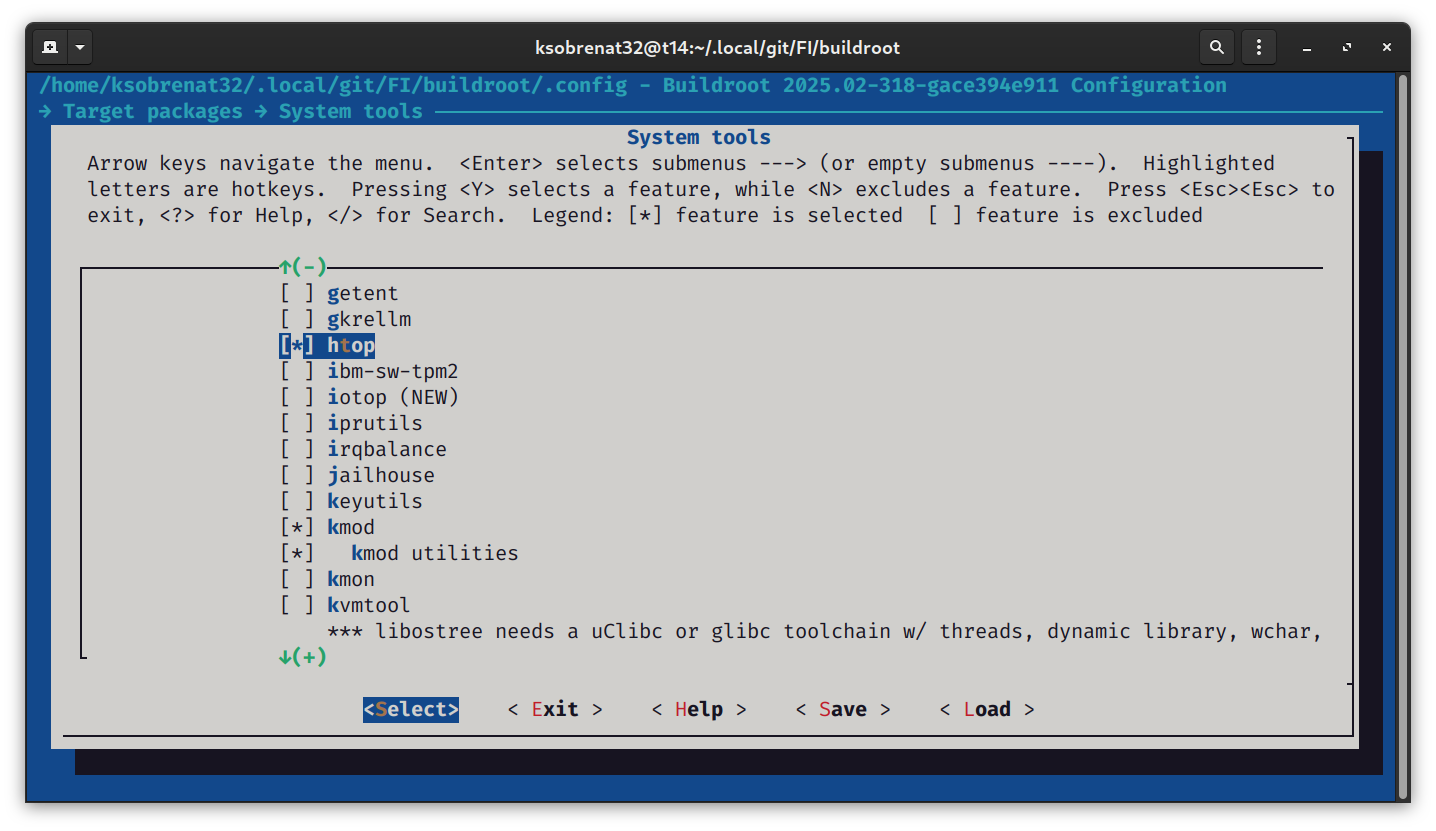 ksobrenat32@t14:~/.local/git/FI/buildroot
/home/ksobrenat32/.local/git/FI/buildroot/.config - Buildroot 2025.02-318-gace394e911 Configuration
→ Target packages → System tools
System tools
Arrow keys navigate the menu.  <Enter> selects submenus ---> (or empty submenus ----).  Highlighted
letters are hotkeys.  Pressing <Y> selects a feature, while <N> excludes a feature.  Press <Esc><Esc> to
exit, <?> for Help, </> for Search.  Legend: [*] feature is selected  [ ] feature is excluded
↑(-)
[ ] getent
[ ] gkrellm
[*] htop
[ ] ibm-sw-tpm2
[ ] iotop (NEW)
[ ] iprutils
[ ] irqbalance
[ ] jailhouse
[ ] keyutils
[*] kmod
[*]   kmod utilities
[ ] kmon
[ ] kvmtool
*** libostree needs a uClibc or glibc toolchain w/ threads, dynamic library, wchar,
↓(+)
<Select>    < Exit >    < Help >    < Save >    < Load >